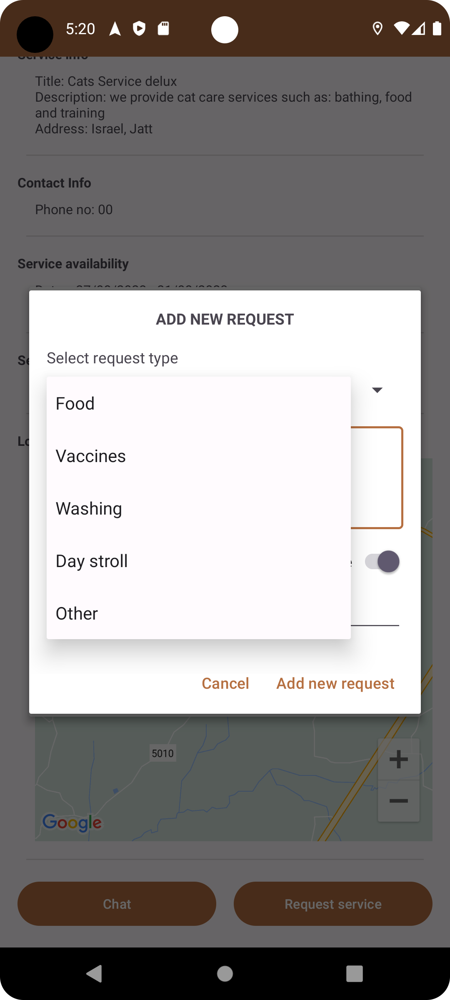 5:20
Service info
Title: Cats Service delux
Description: we provide cat care services such as: bathing, food
and training
Address: Israel, Jatt
Contact Info
Phone no: 00
Service availability
ADD NEW REQUEST
Select request type
Food
Vaccines
Washing
Day stroll
Other
Cancel
Add new request
5010
Google
Chat
Request service